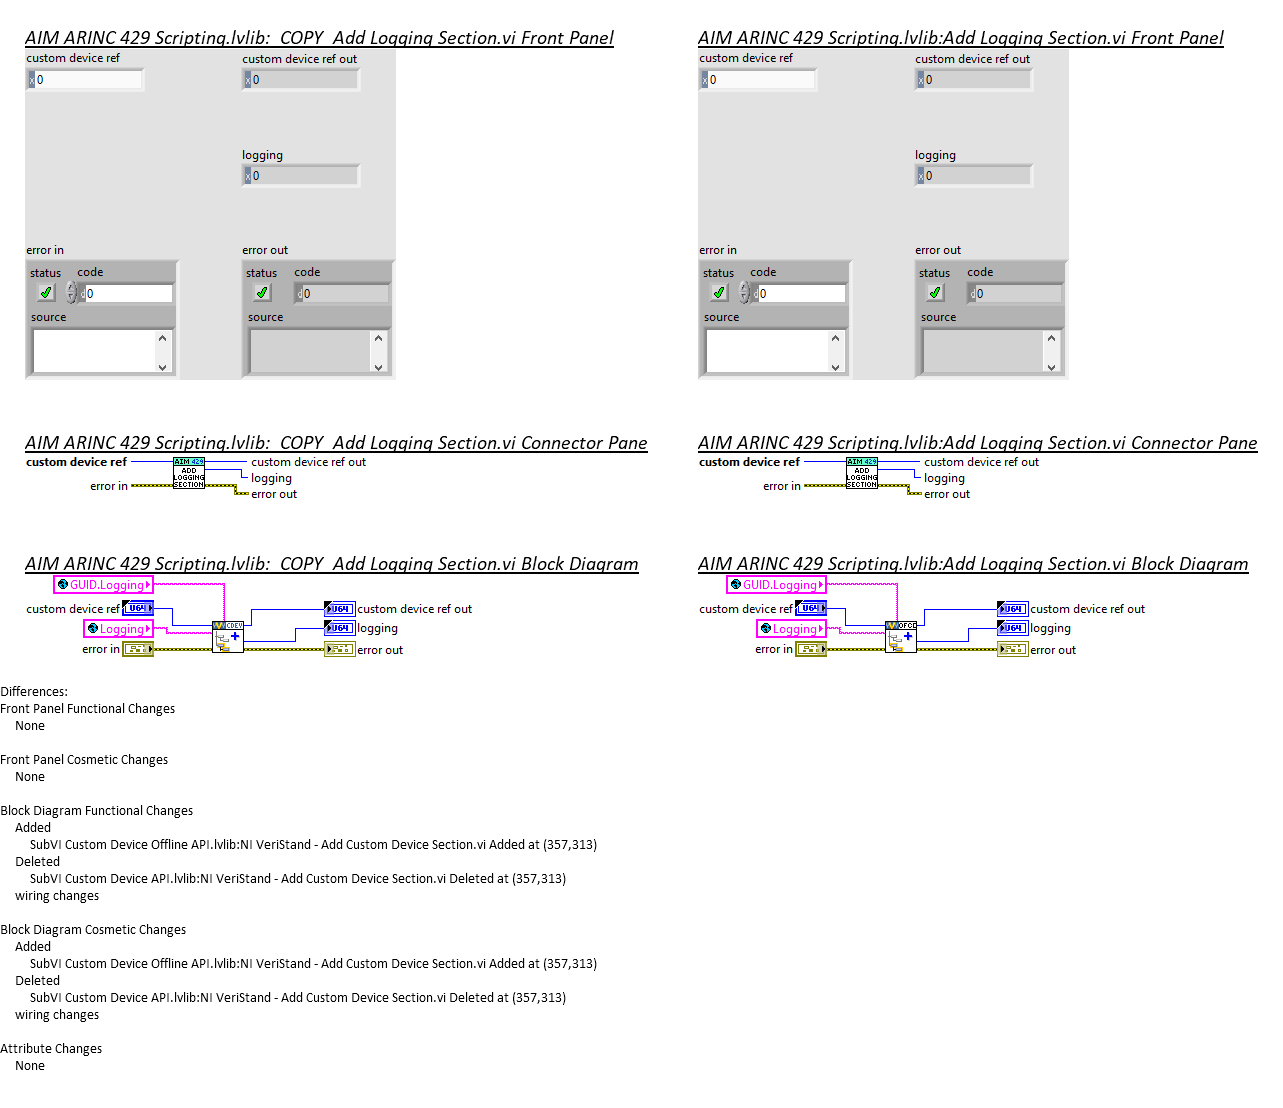 AIM ARINC 429 Scripting.lvlib:  COPY  Add Logging Section.vi Front Panel
custom device ref
custom device ref out
x 0
x 0
logging
x 0
error in
error out
status
code
status
code
d 0
d 0
source
source
AIM ARINC 429 Scripting.lvlib:Add Logging Section.vi Front Panel
custom device ref
custom device ref out
x 0
x 0
logging
x 0
error in
error out
status
code
status
code
d 0
d 0
source
source
AIM ARINC 429 Scripting.lvlib:  COPY  Add Logging Section.vi Connector Pane
custom device ref
AIM 429
ADD
LOGGING
SECTION
custom device ref out
logging
error in
error out
AIM ARINC 429 Scripting.lvlib:Add Logging Section.vi Connector Pane
custom device ref
AIM 429
ADD
LOGGING
SECTION
custom device ref out
logging
error in
error out
AIM ARINC 429 Scripting.lvlib:  COPY  Add Logging Section.vi Block Diagram
GUID.Logging
custom device ref
U64
U64
custom device ref out
Logging
CDEV
U64
logging
error in
error out
AIM ARINC 429 Scripting.lvlib:Add Logging Section.vi Block Diagram
GUID.Logging
custom device ref
U64
U64
custom device ref out
Logging
U64
logging
error in
error out
Differences:
Front Panel Functional Changes
None
Front Panel Cosmetic Changes
None
Block Diagram Functional Changes
Added
SubVI Custom Device Offline API.lvlib:NI VeriStand - Add Custom Device Section.vi Added at (357,313)
Deleted
SubVI Custom Device API.lvlib:NI VeriStand - Add Custom Device Section.vi Deleted at (357,313)
wiring changes
Block Diagram Cosmetic Changes
Added
SubVI Custom Device Offline API.lvlib:NI VeriStand - Add Custom Device Section.vi Added at (357,313)
Deleted
SubVI Custom Device API.lvlib:NI VeriStand - Add Custom Device Section.vi Deleted at (357,313)
wiring changes
Attribute Changes
None